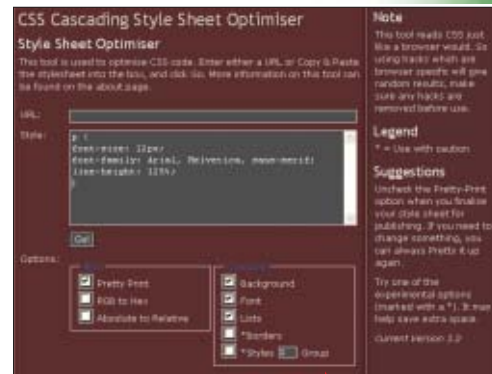 CSS Cascading Style Sheet Optimiser
Style Sheet Optimiser
This tool is used to optimise CSS code. Enter either a URL or Copy & Paste
the stylesheet into the box, and click Go. More information on this tool can
be found on the about page.
URL:
Style:
p {
font-size: 12px;
font-family: Arial, Helvetica, sans-serif;
line-height: 125%;
}
Go!
Options:
Pretty Print
RGB to Hex
Absolute to Relative
Background
Font
Lists
*Borders
*Styles Group
Note
This tool reads CSS just
like a browser would. So
using hacks which are
browser specific will give
random results, make
sure any hacks are
removed before use.
Legend
* = Use with caution
Suggestions
Uncheck the Pretty-Print
option when you finalise
your style sheet for
publishing. If you need to
change something, you
can always Prettis it up
again.
Try one of the
experimental options
(marked with a *). It may
help save extra space.
Current version 2.0